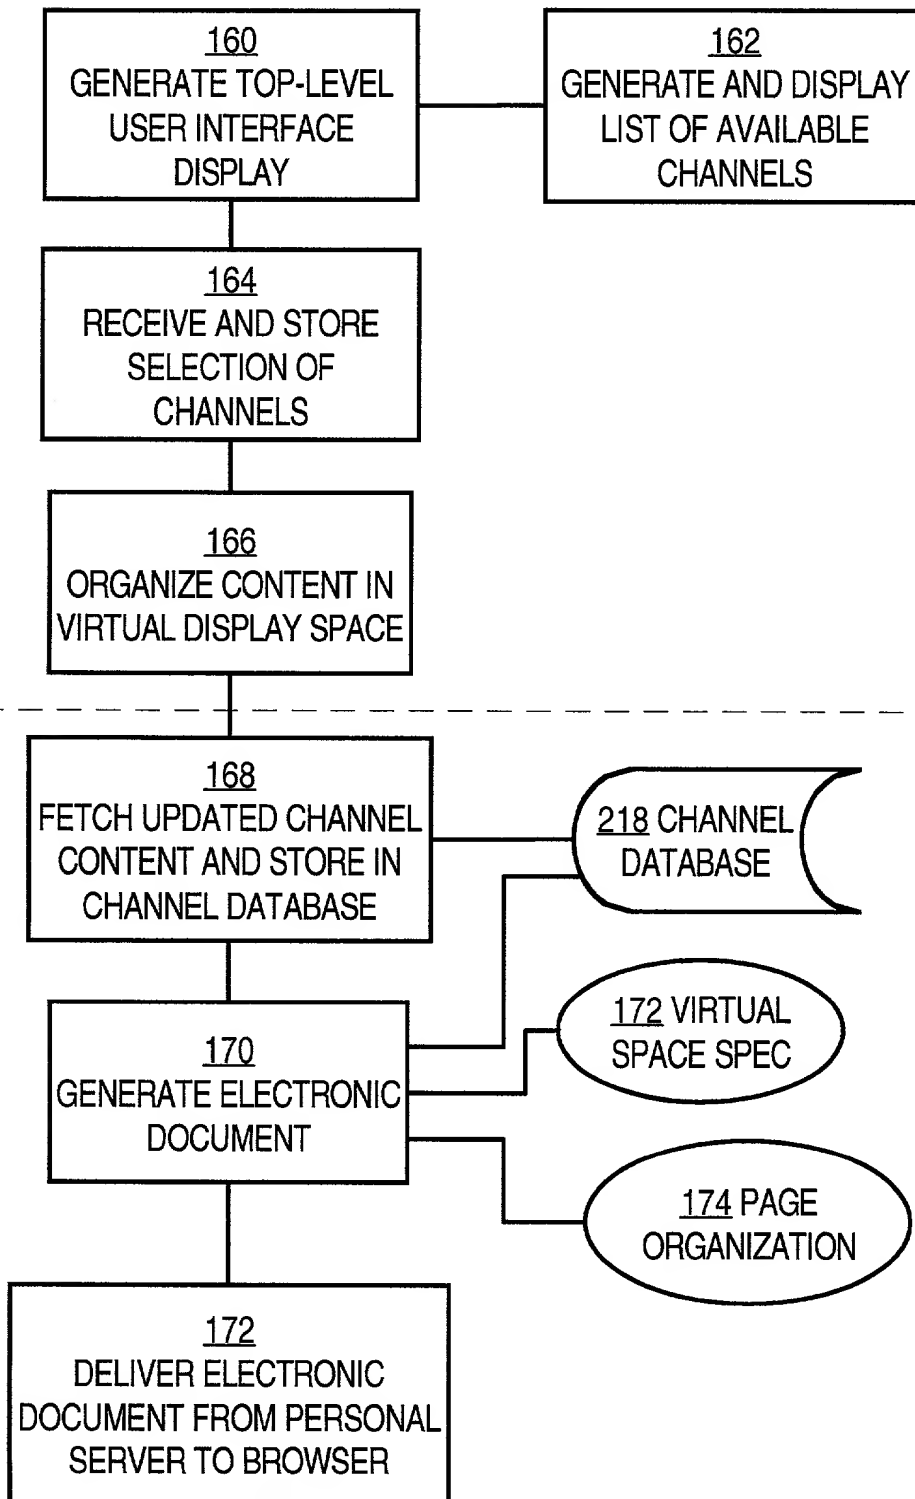 160
GENERATE TOP-LEVEL
USER INTERFACE
DISPLAY
162
GENERATE AND DISPLAY
LIST OF AVAILABLE
CHANNELS
164
RECEIVE AND STORE
SELECTION OF
CHANNELS
166
ORGANIZE CONTENT IN
VIRTUAL DISPLAY SPACE
168
FETCH UPDATED CHANNEL
CONTENT AND STORE IN
CHANNEL DATABASE
218 CHANNEL
DATABASE
170
GENERATE ELECTRONIC
DOCUMENT
172 VIRTUAL
SPACE SPEC
174 PAGE
ORGANIZATION
172
DELIVER ELECTRONIC
DOCUMENT FROM PERSONAL
SERVER TO BROWSER